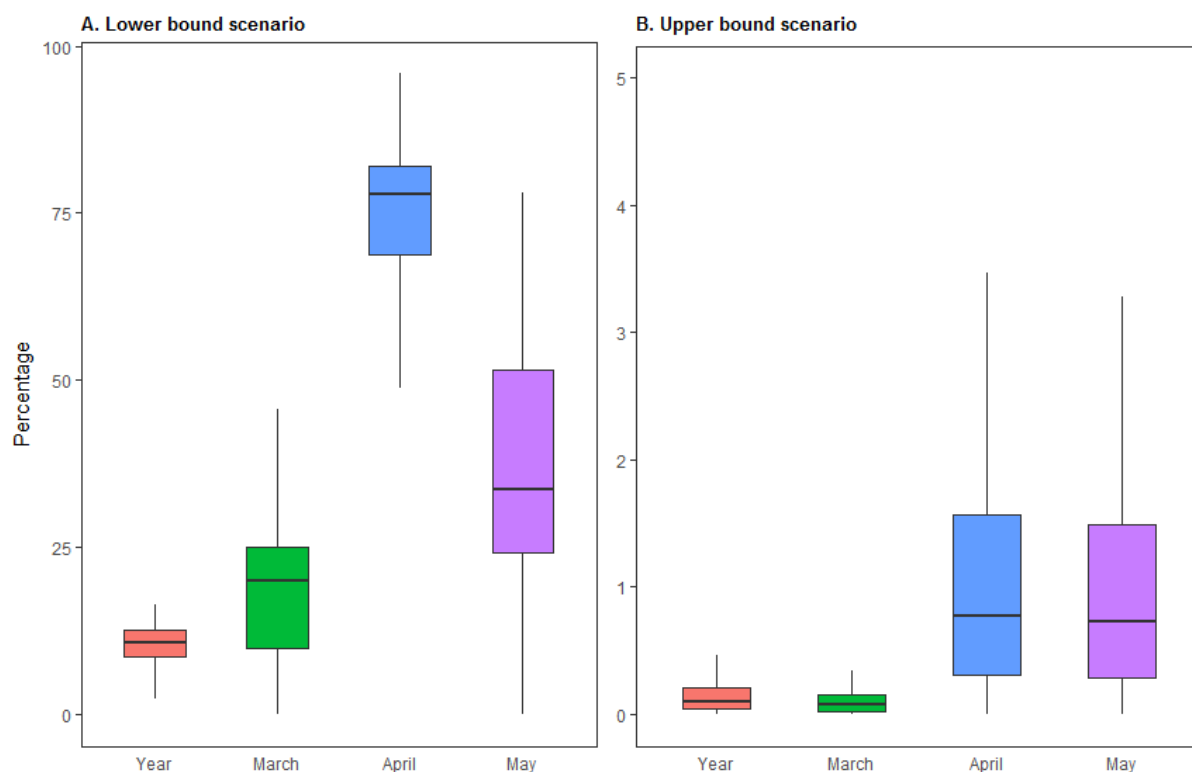 A. Lower bound scenario
Percentage
100
75
50
25
0
Year March April May
B. Upper bound scenario
5
4
3
2
1
0
Year March April May